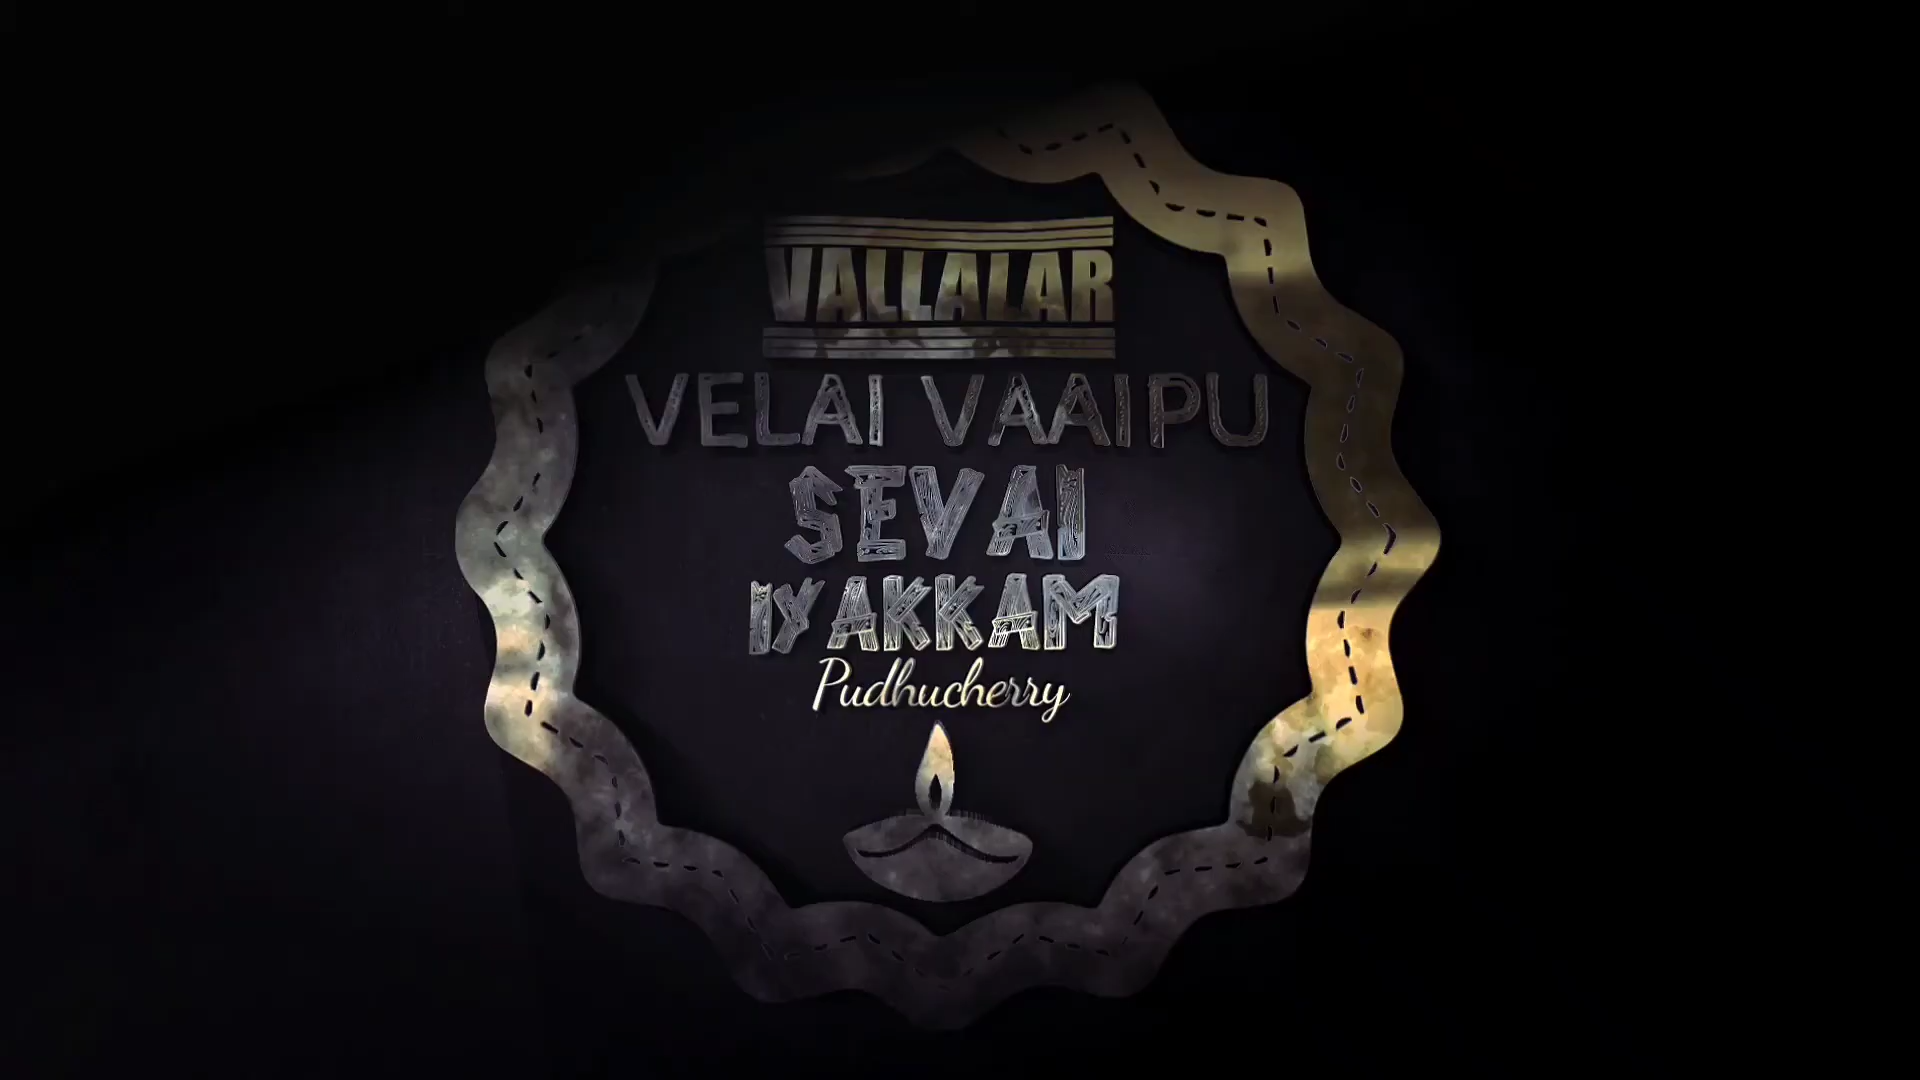 VALLALAR
VELAI VAAIPU
SEVAI
IYAKKAM
Pudhucherry